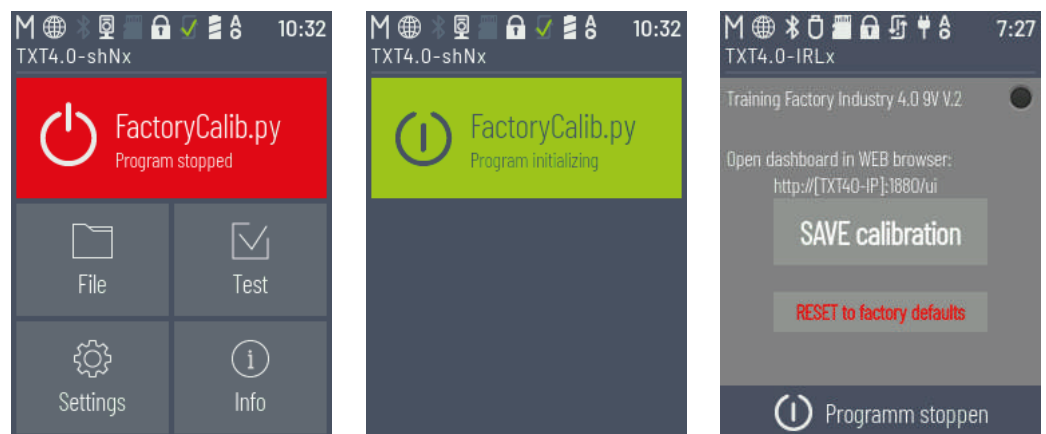 M 10:32
TXT4.0-shNx
FactoryCalib.py
Program stopped
File
Test
Settings
Info
M 10:32
TXT4.0-shNx
FactoryCalib.py
Program initializing
M 7:27
TXT4.0-IRLx
Training Factory Industry 4.0 9V V.2
Open dashboard in WEB browser:
http://[TXT40-IP]:1880/ui
SAVE calibration
RESET to factory defaults
Programm stoppen